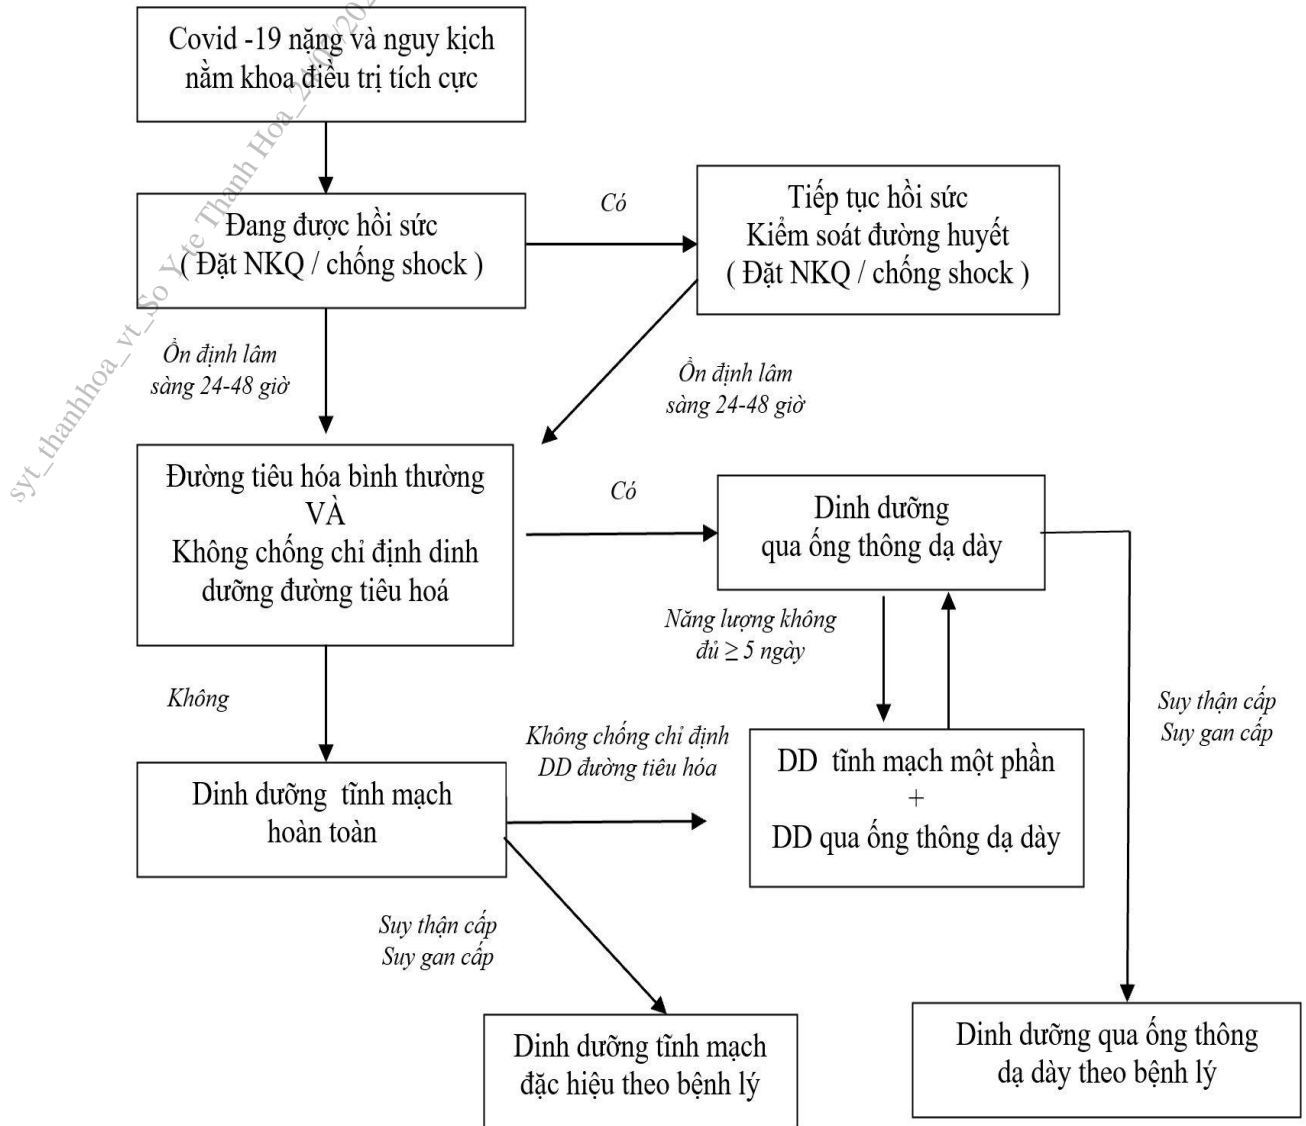 Covid -19 nặng và nguy kịch
nằm khoa điều trị tích cực
Đang được hồi sức
( Đặt NKQ / chống shock )
Có
Tiếp tục hồi sức
Kiểm soát đường huyết
( Đặt NKQ / chống shock )
Ổn định lâm
sàng 24-48 giờ
Ổn định lâm
sàng 24-48 giờ
Đường tiêu hóa bình thường
VÀ
Không chống chỉ định dinh
dưỡng đường tiêu hoá
Có
Dinh dưỡng
qua ống thông dạ dày
Năng lượng không
đủ ≥ 5 ngày
Không
Suy thận cấp
Suy gan cấp
Không chống chỉ định
DD đường tiêu hóa
Dinh dưỡng tĩnh mạch
hoàn toàn
DD tĩnh mạch một phần
+
DD qua ống thông dạ dày
Suy thận cấp
Suy gan cấp
Dinh dưỡng tĩnh mạch
đặc hiệu theo bệnh lý
Dinh dưỡng qua ống thông
dạ dày theo bệnh lý
syt_thanhhoa_vt_So Y te Thanh Hoa